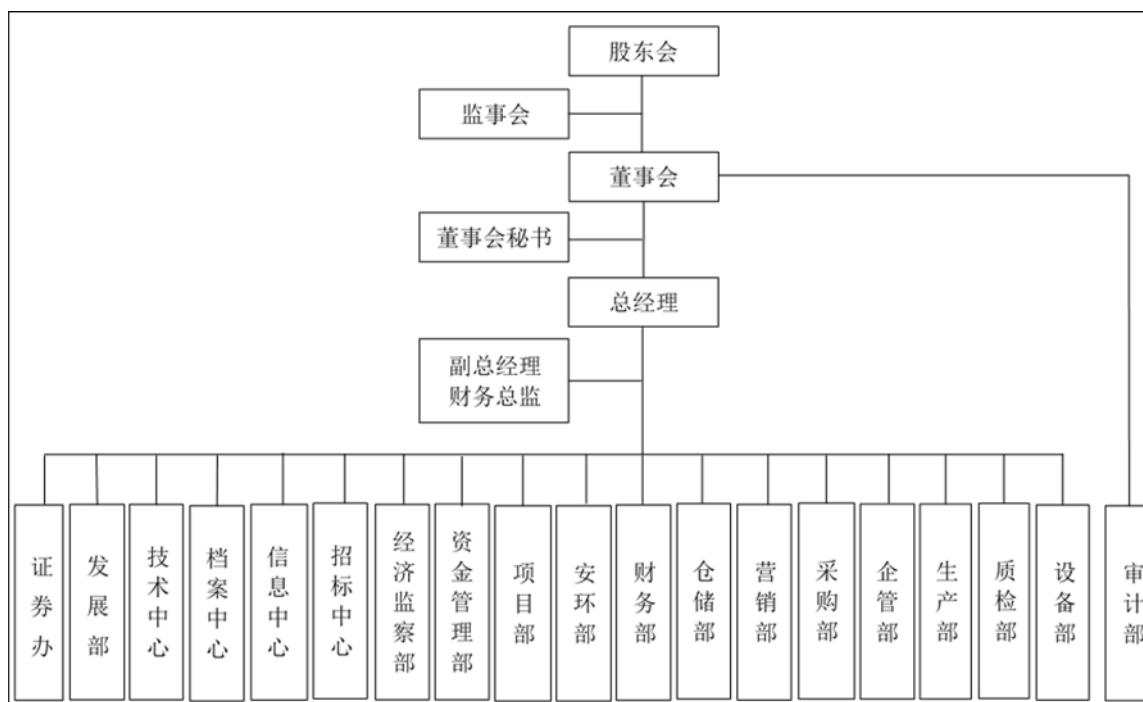 股东会
监事会
董事会
董事会秘书
总经理
副总经理
财务总监
证券办
发展部
技术中心
档案中心
信息中心
招标中心
经济监察部
资金管理部
项目部
安环部
财务部
仓储部
营销部
采购部
企管部
生产部
质检部
设备部
审计部